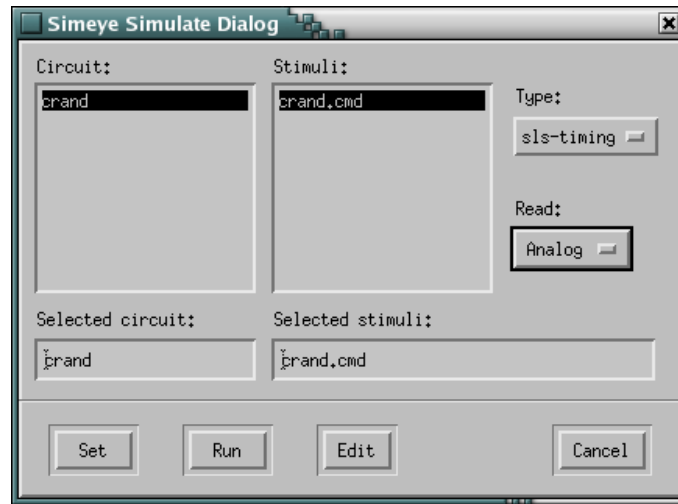 Simeye Simulate Dialog
Circuit: Stimuli:
crand crand.cmd
Type:
sls-timing
Read:
Analog
Selected circuit: Selected stimuli:
crand crand.cmd
Set Run Edit Cancel